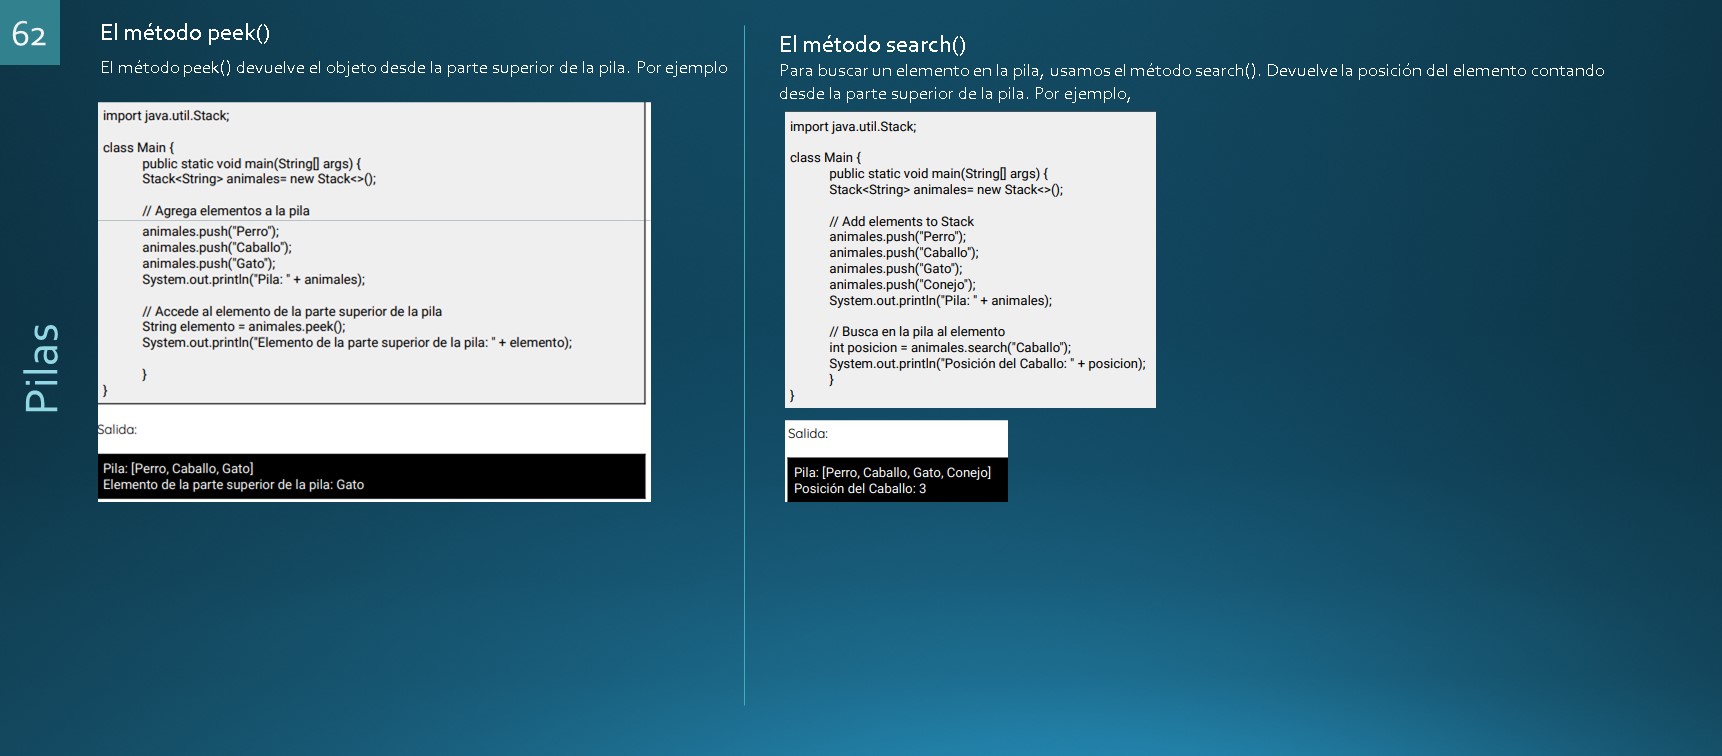 62
Pilas
El método peek()
El método peek() devuelve el objeto desde la parte superior de la pila. Por ejemplo
import java.util.Stack;
class Main {
public static void main(String[] args) {
Stack<String> animales= new Stack<>();
// Agrega elementos a la pila
animales.push("Perro");
animales.push("Caballo");
animales.push("Gato");
System.out.println("Pila: " + animales);
// Accede al elemento de la parte superior de la pila
String elemento = animales.peek();
System.out.println("Elemento de la parte superior de la pila: " + elemento);
}
}
Salida:
Pila: [Perro, Caballo, Gato]
Elemento de la parte superior de la pila: Gato
El método search()
Para buscar un elemento en la pila, usamos el método search(). Devuelve la posición del elemento contando
desde la parte superior de la pila. Por ejemplo,
import java.util.Stack;
class Main {
public static void main(String[] args) {
Stack<String> animales= new Stack<>();
// Add elements to Stack
animales.push("Perro");
animales.push("Caballo");
animales.push("Gato");
animales.push("Conejo");
System.out.println("Pila: " + animales);
// Busca en la pila al elemento
int posicion = animales.search("Caballo");
System.out.println("Posición del Caballo: " + posicion);
}
}
Salida:
Pila: [Perro, Caballo, Gato, Conejo]
Posición del Caballo: 3